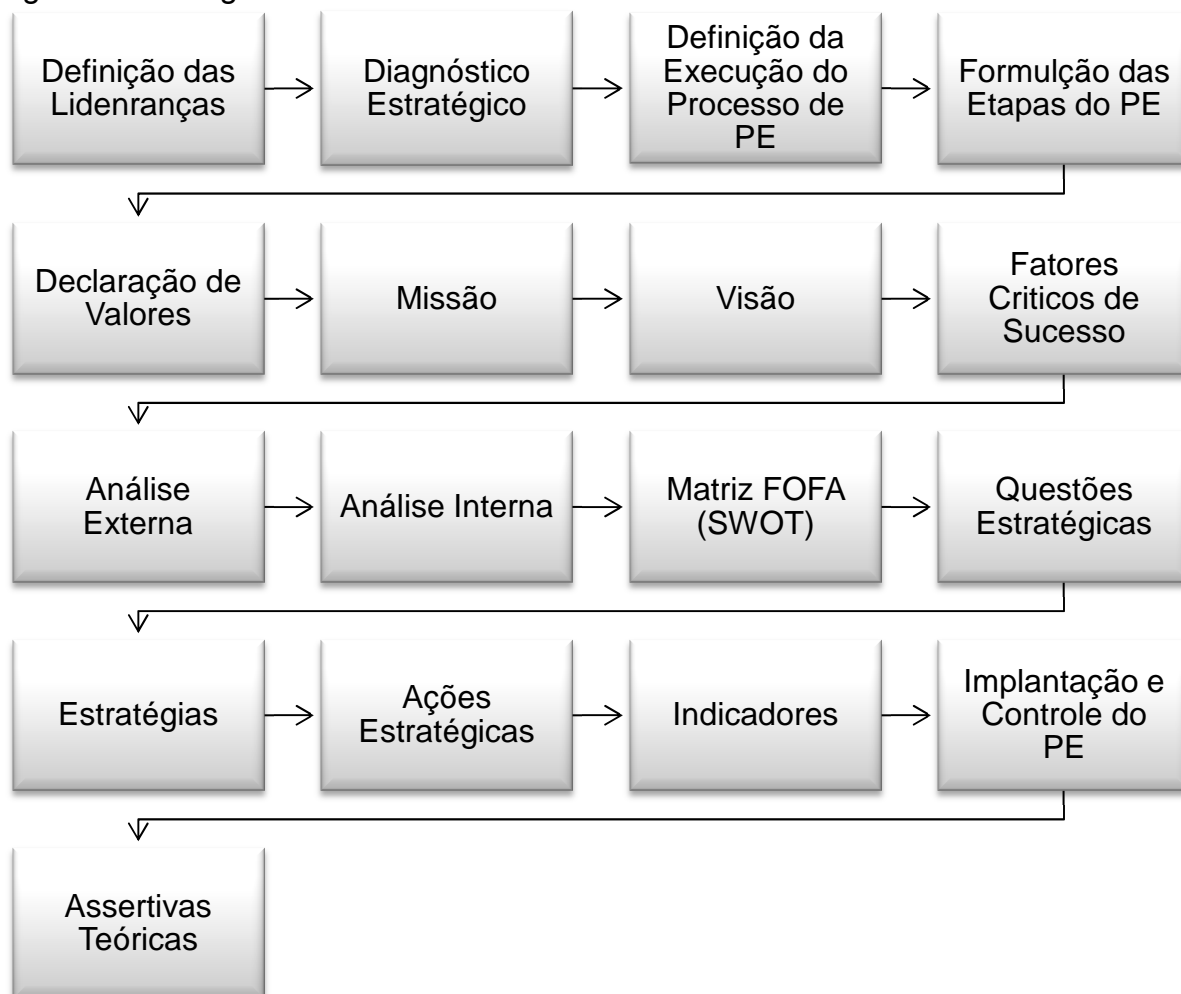 Definição das
Lidenranças
Diagnóstico
Estratégico
Definição da
Execução do
Processo de
PE
Formulção das
Etapas do PE
Declaração de
Valores
Missão
Visão
Fatores
Criticos de
Sucesso
Análise
Externa
Análise Interna
Matriz FOFA
(SWOT)
Questões
Estratégicas
Estratégias
Ações
Estratégicas
Indicadores
Implantação e
Controle do
PE
Assertivas
Teóricas